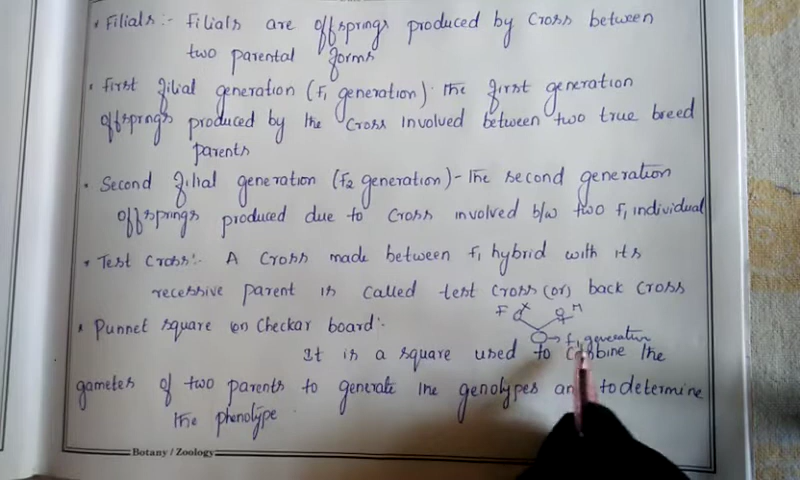 * Filials :- Filials are offsprings produced by cross between
two parental forms
• First filial generation (F1 generation) - The first generation
offsprings produced by the cross involved between two true breed
parents
• Second filial generation (F2 generation) - The second generation
offsprings produced due to cross involved b/w two F1 individual
* Test Cross :- A cross made between F1 hybrid with its
recessive parent is called test cross (or) back cross
F ♂ X ♀ M
• Punnet square on Checkar board :-
→ F1 generation
It is a square used to the
gametes of two parents to generate the genotypes an to determine
the phenotype
Botany / Zoology